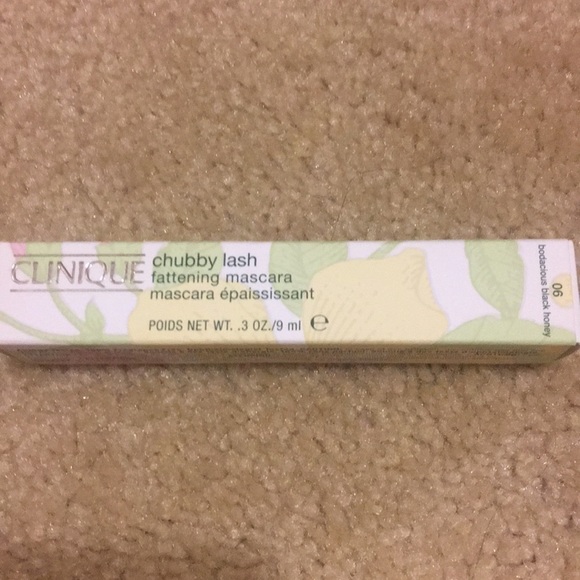 CLINIQUE
chubby lash
fattening mascara
mascara épaississant
POIDS NET WT. .3 OZ./9 ml ℮
06
bodacious black honey